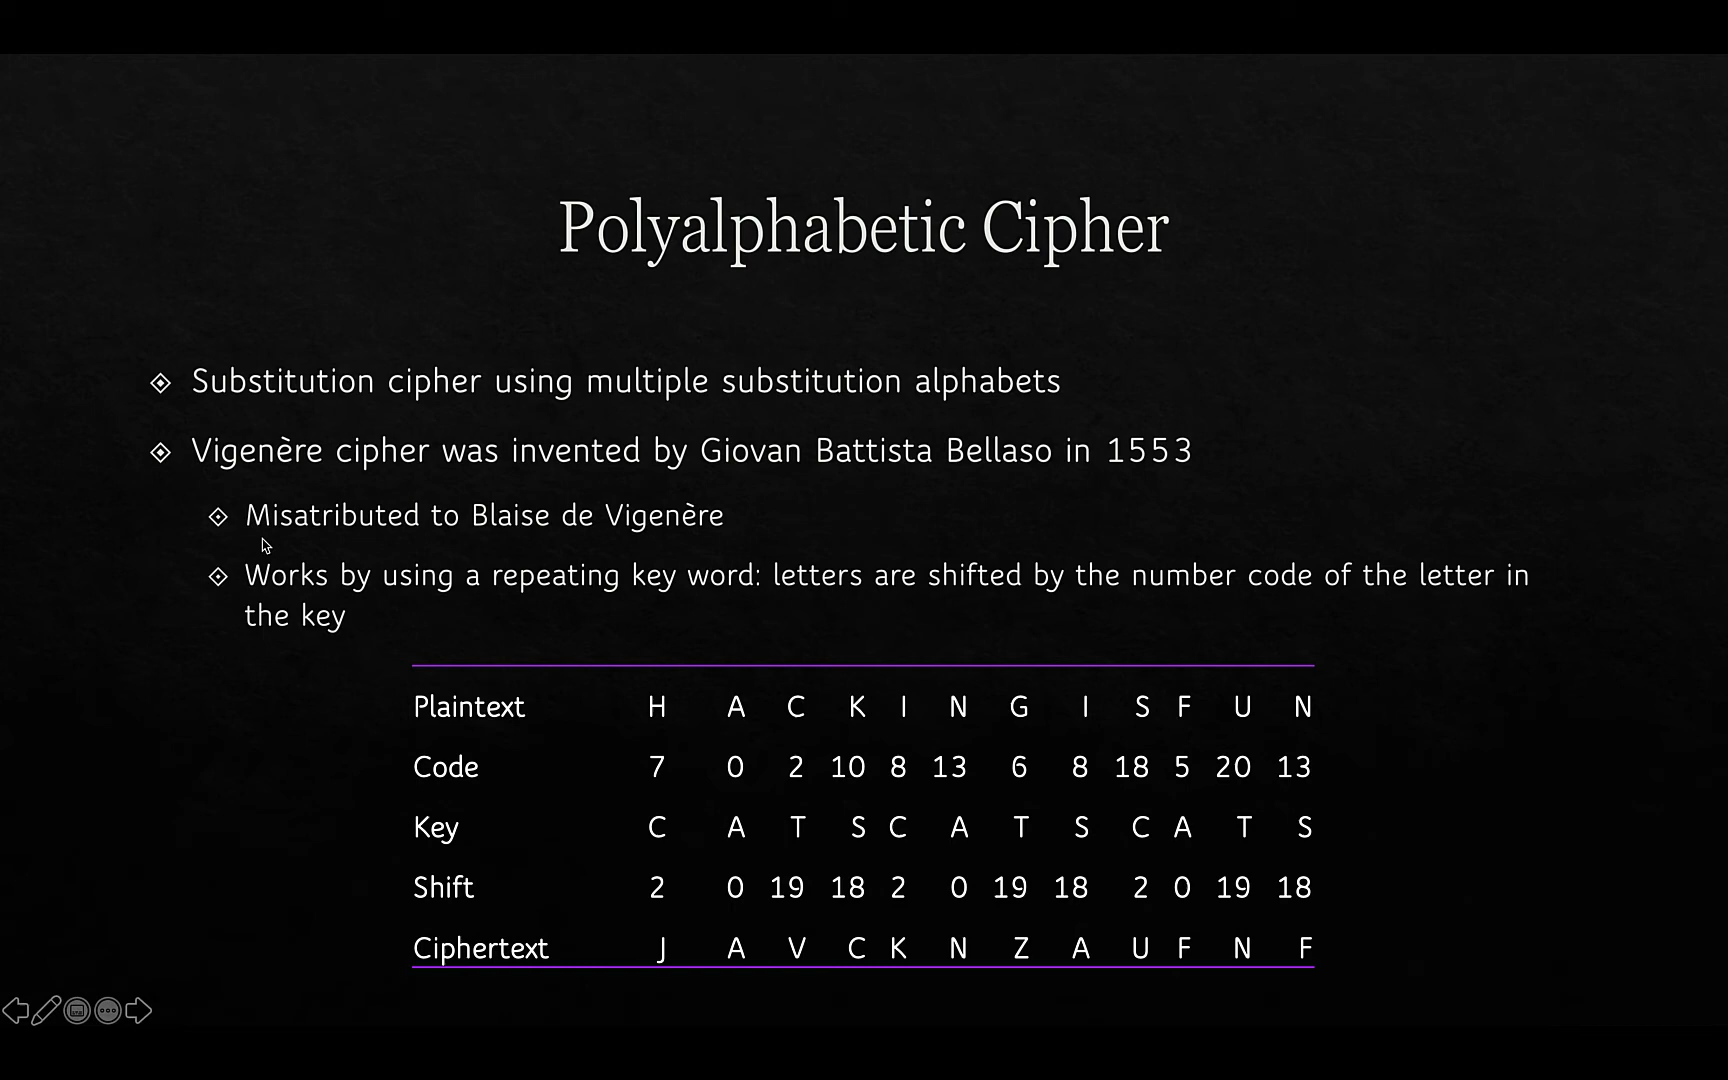 Polyalphabetic Cipher
Substitution cipher using multiple substitution alphabets
Vigenère cipher was invented by Giovan Battista Bellaso in 1553
Misatributed to Blaise de Vigenère
Works by using a repeating key word: letters are shifted by the number code of the letter in
the key
Plaintext H A C K I N G I S F U N
Code 7 0 2 10 8 13 6 8 18 5 20 13
Key C A T S C A T S C A T S
Shift 2 0 19 18 2 0 19 18 2 0 19 18
Ciphertext J A V C K N Z A U F N F